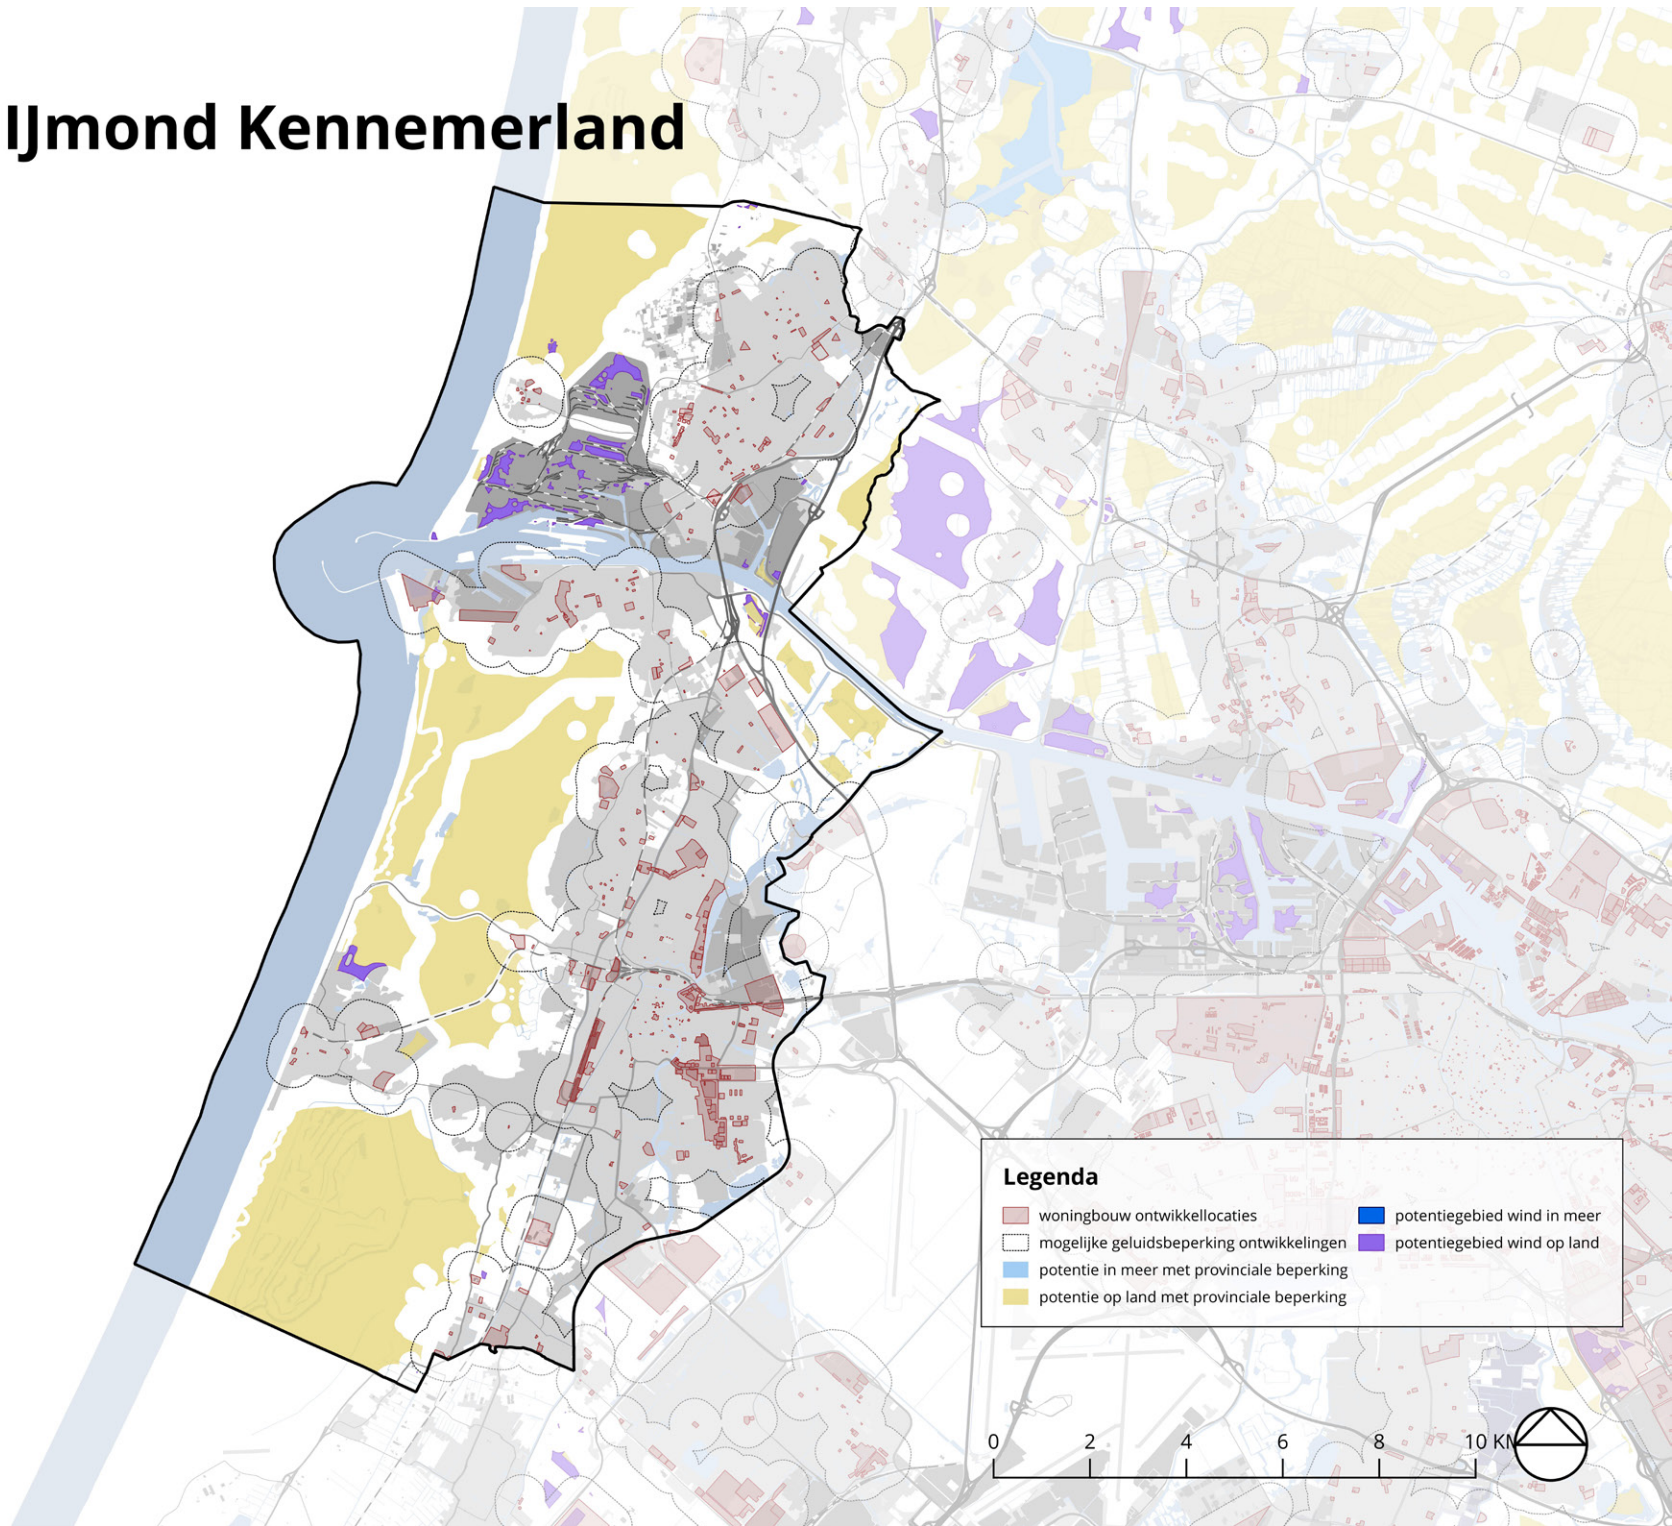 IJmond Kennemerland
Legenda
woningbouw ontwikkellocaties
mogelijke geluidsbeperking ontwikkelingen
potentie in meer met provinciale beperking
potentie op land met provinciale beperking
potentiegebied wind in meer
potentiegebied wind op land
0 2 4 6 8 10 KM